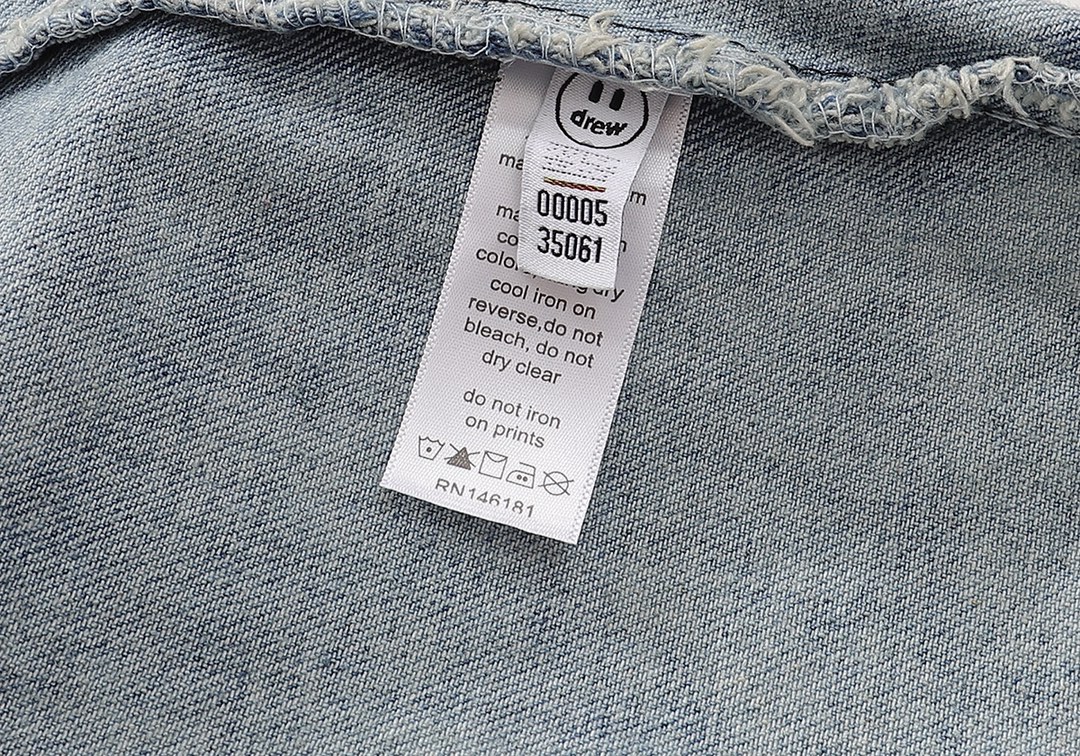 drew
00005
35061
cool iron on
reverse,do not
bleach, do not
dry clear
do not iron
on prints
RN146181